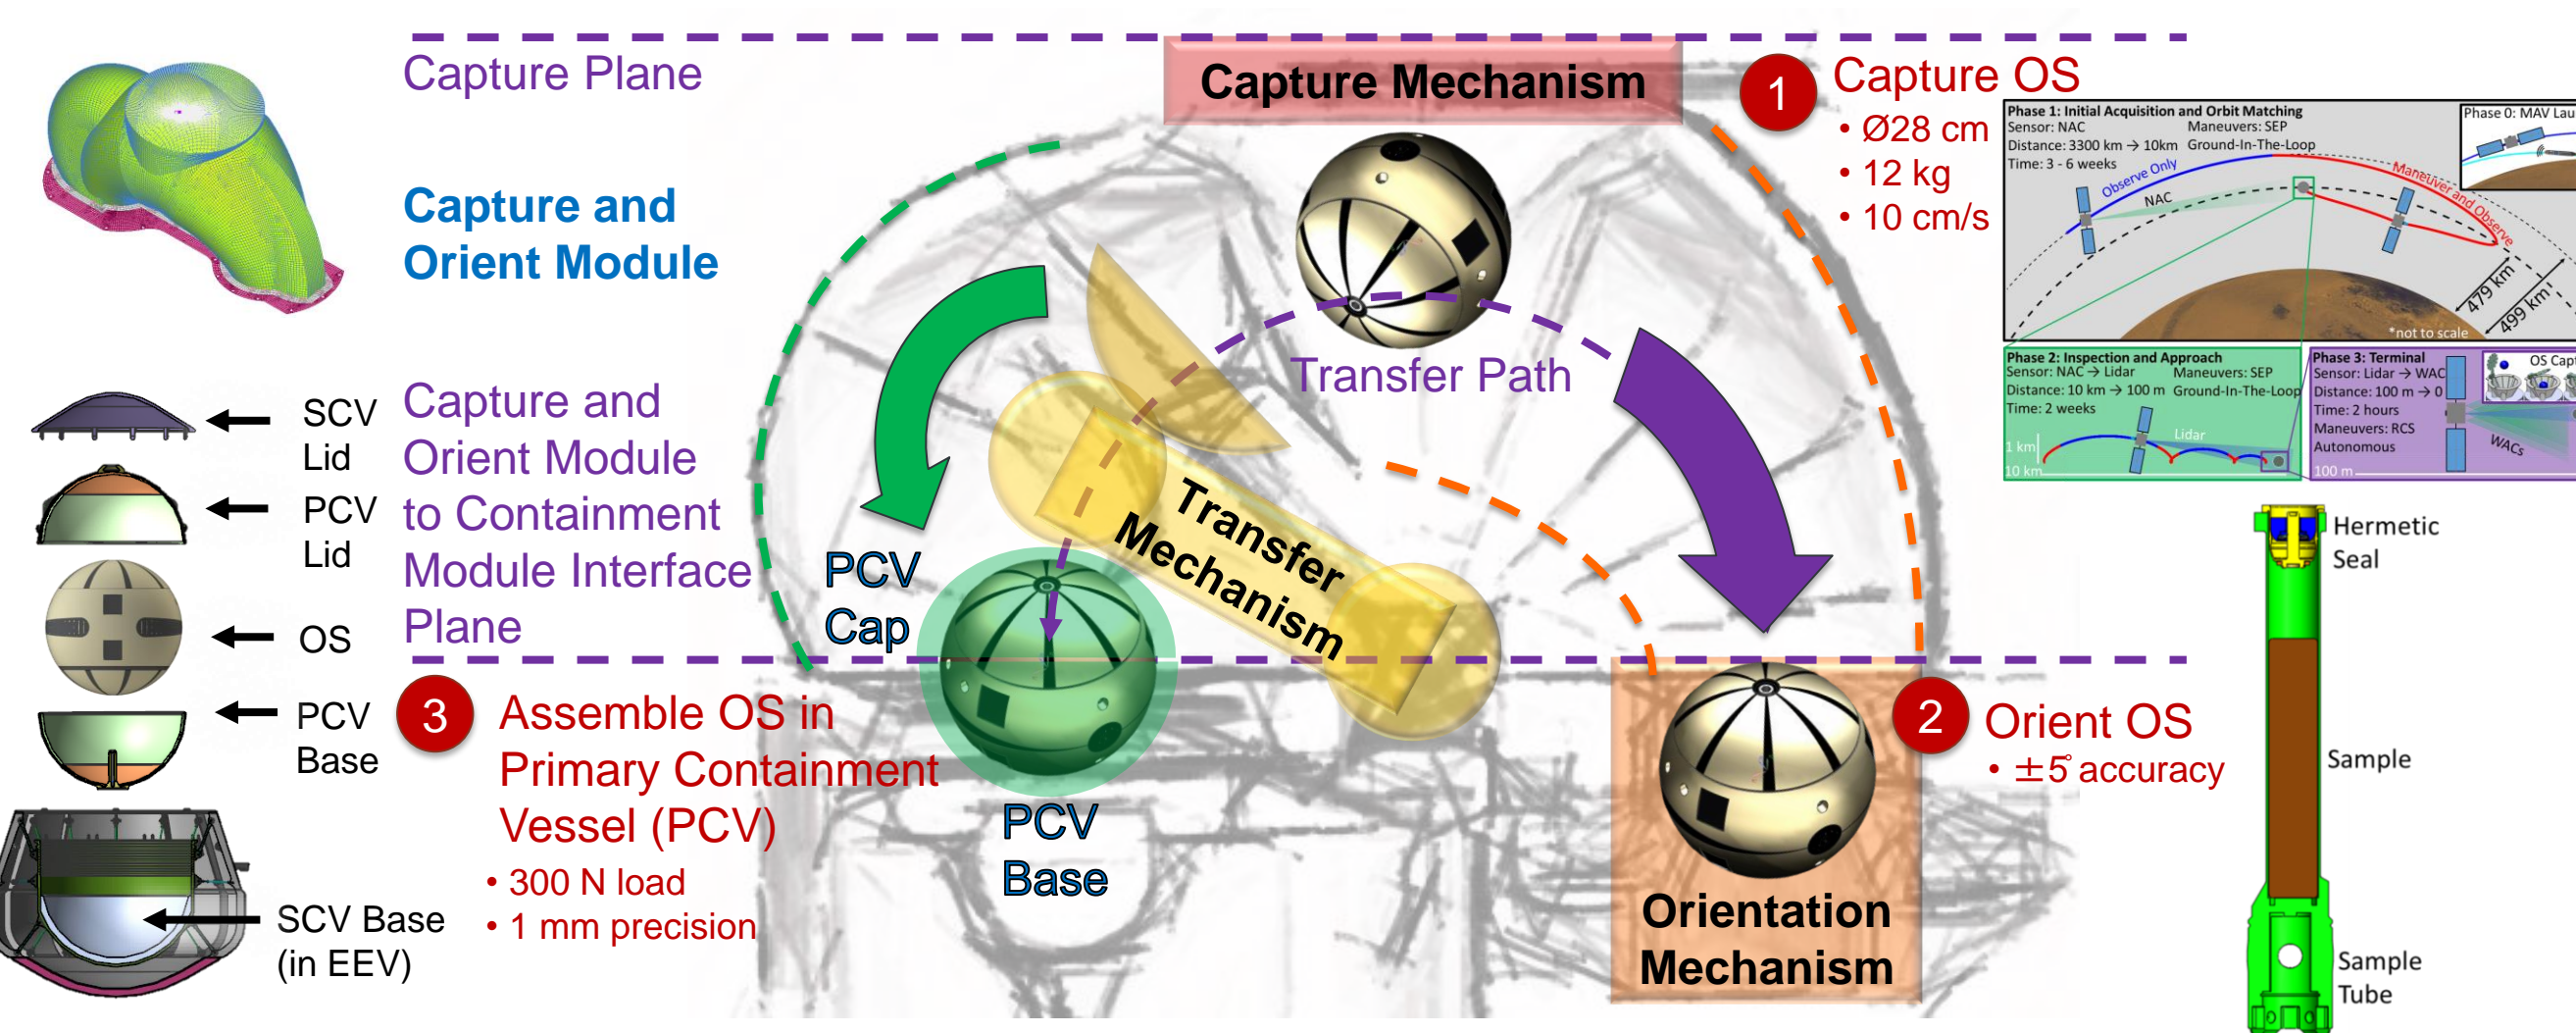 Capture Plane
Capture and
Orient Module
Capture and
Orient Module
to Containment
Module Interface
Plane
SCV
Lid
PCV
Lid
OS
PCV
Base
SCV Base
(in EEV)
Capture Mechanism
Transfer Path
Transfer
Mechanism
PCV
Cap
PCV
Base
1
Capture OS
• Ø28 cm
• 12 kg
• 10 cm/s
2
Orient OS
• ±5° accuracy
Orientation
Mechanism
3
Assemble OS in
Primary Containment
Vessel (PCV)
• 300 N load
• 1 mm precision
Phase 1: Initial Acquisition and Orbit Matching
Sensor: NAC Maneuvers: SEP
Distance: 3300 km → 10km Ground-In-The-Loop
Time: 3 - 6 weeks
Observe Only
NAC
Maneuver and Observe
479 km
499 km
*not to scale
Phase 0: MAV Lau
Phase 2: Inspection and Approach
Sensor: NAC → Lidar Maneuvers: SEP
Distance: 10 km → 100 m Ground-In-The-Loop
Time: 2 weeks
Lidar
1 km
10 km
Phase 3: Terminal
Sensor: Lidar → WAC
Distance: 100 m → 0
Time: 2 hours
Maneuvers: RCS
Autonomous
100 m
WACs
OS Capt
Hermetic
Seal
Sample
Sample
Tube